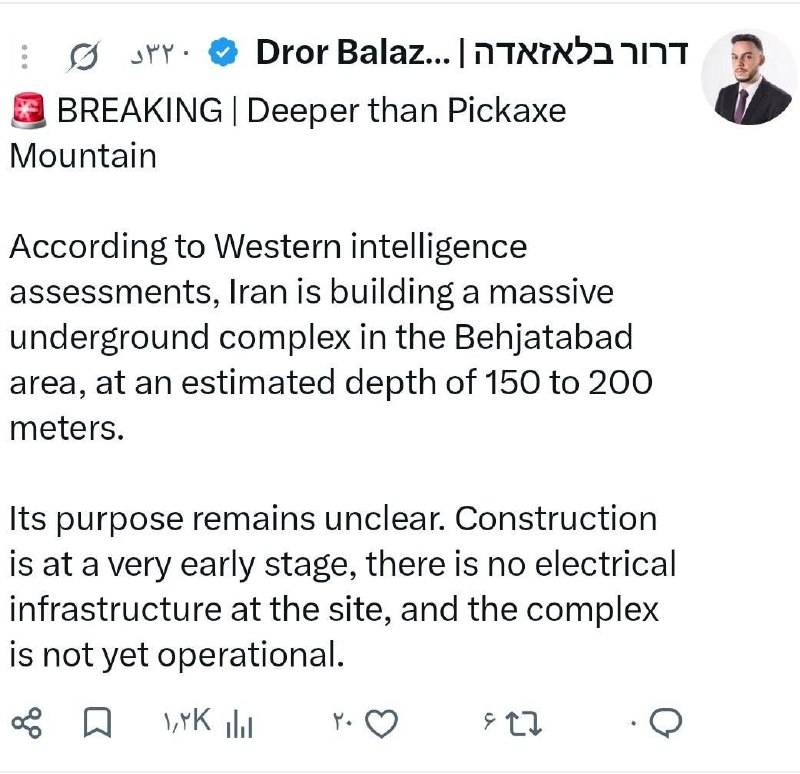 Dror Balaz... | דרור בלאזאדה · ۳۲د
🚨 BREAKING | Deeper than Pickaxe
Mountain
According to Western intelligence
assessments, Iran is building a massive
underground complex in the Behjatabad
area, at an estimated depth of 150 to 200
meters.
Its purpose remains unclear. Construction
is at a very early stage, there is no electrical
infrastructure at the site, and the complex
is not yet operational.
۱٫۲K ۲۰ ۶ ۰